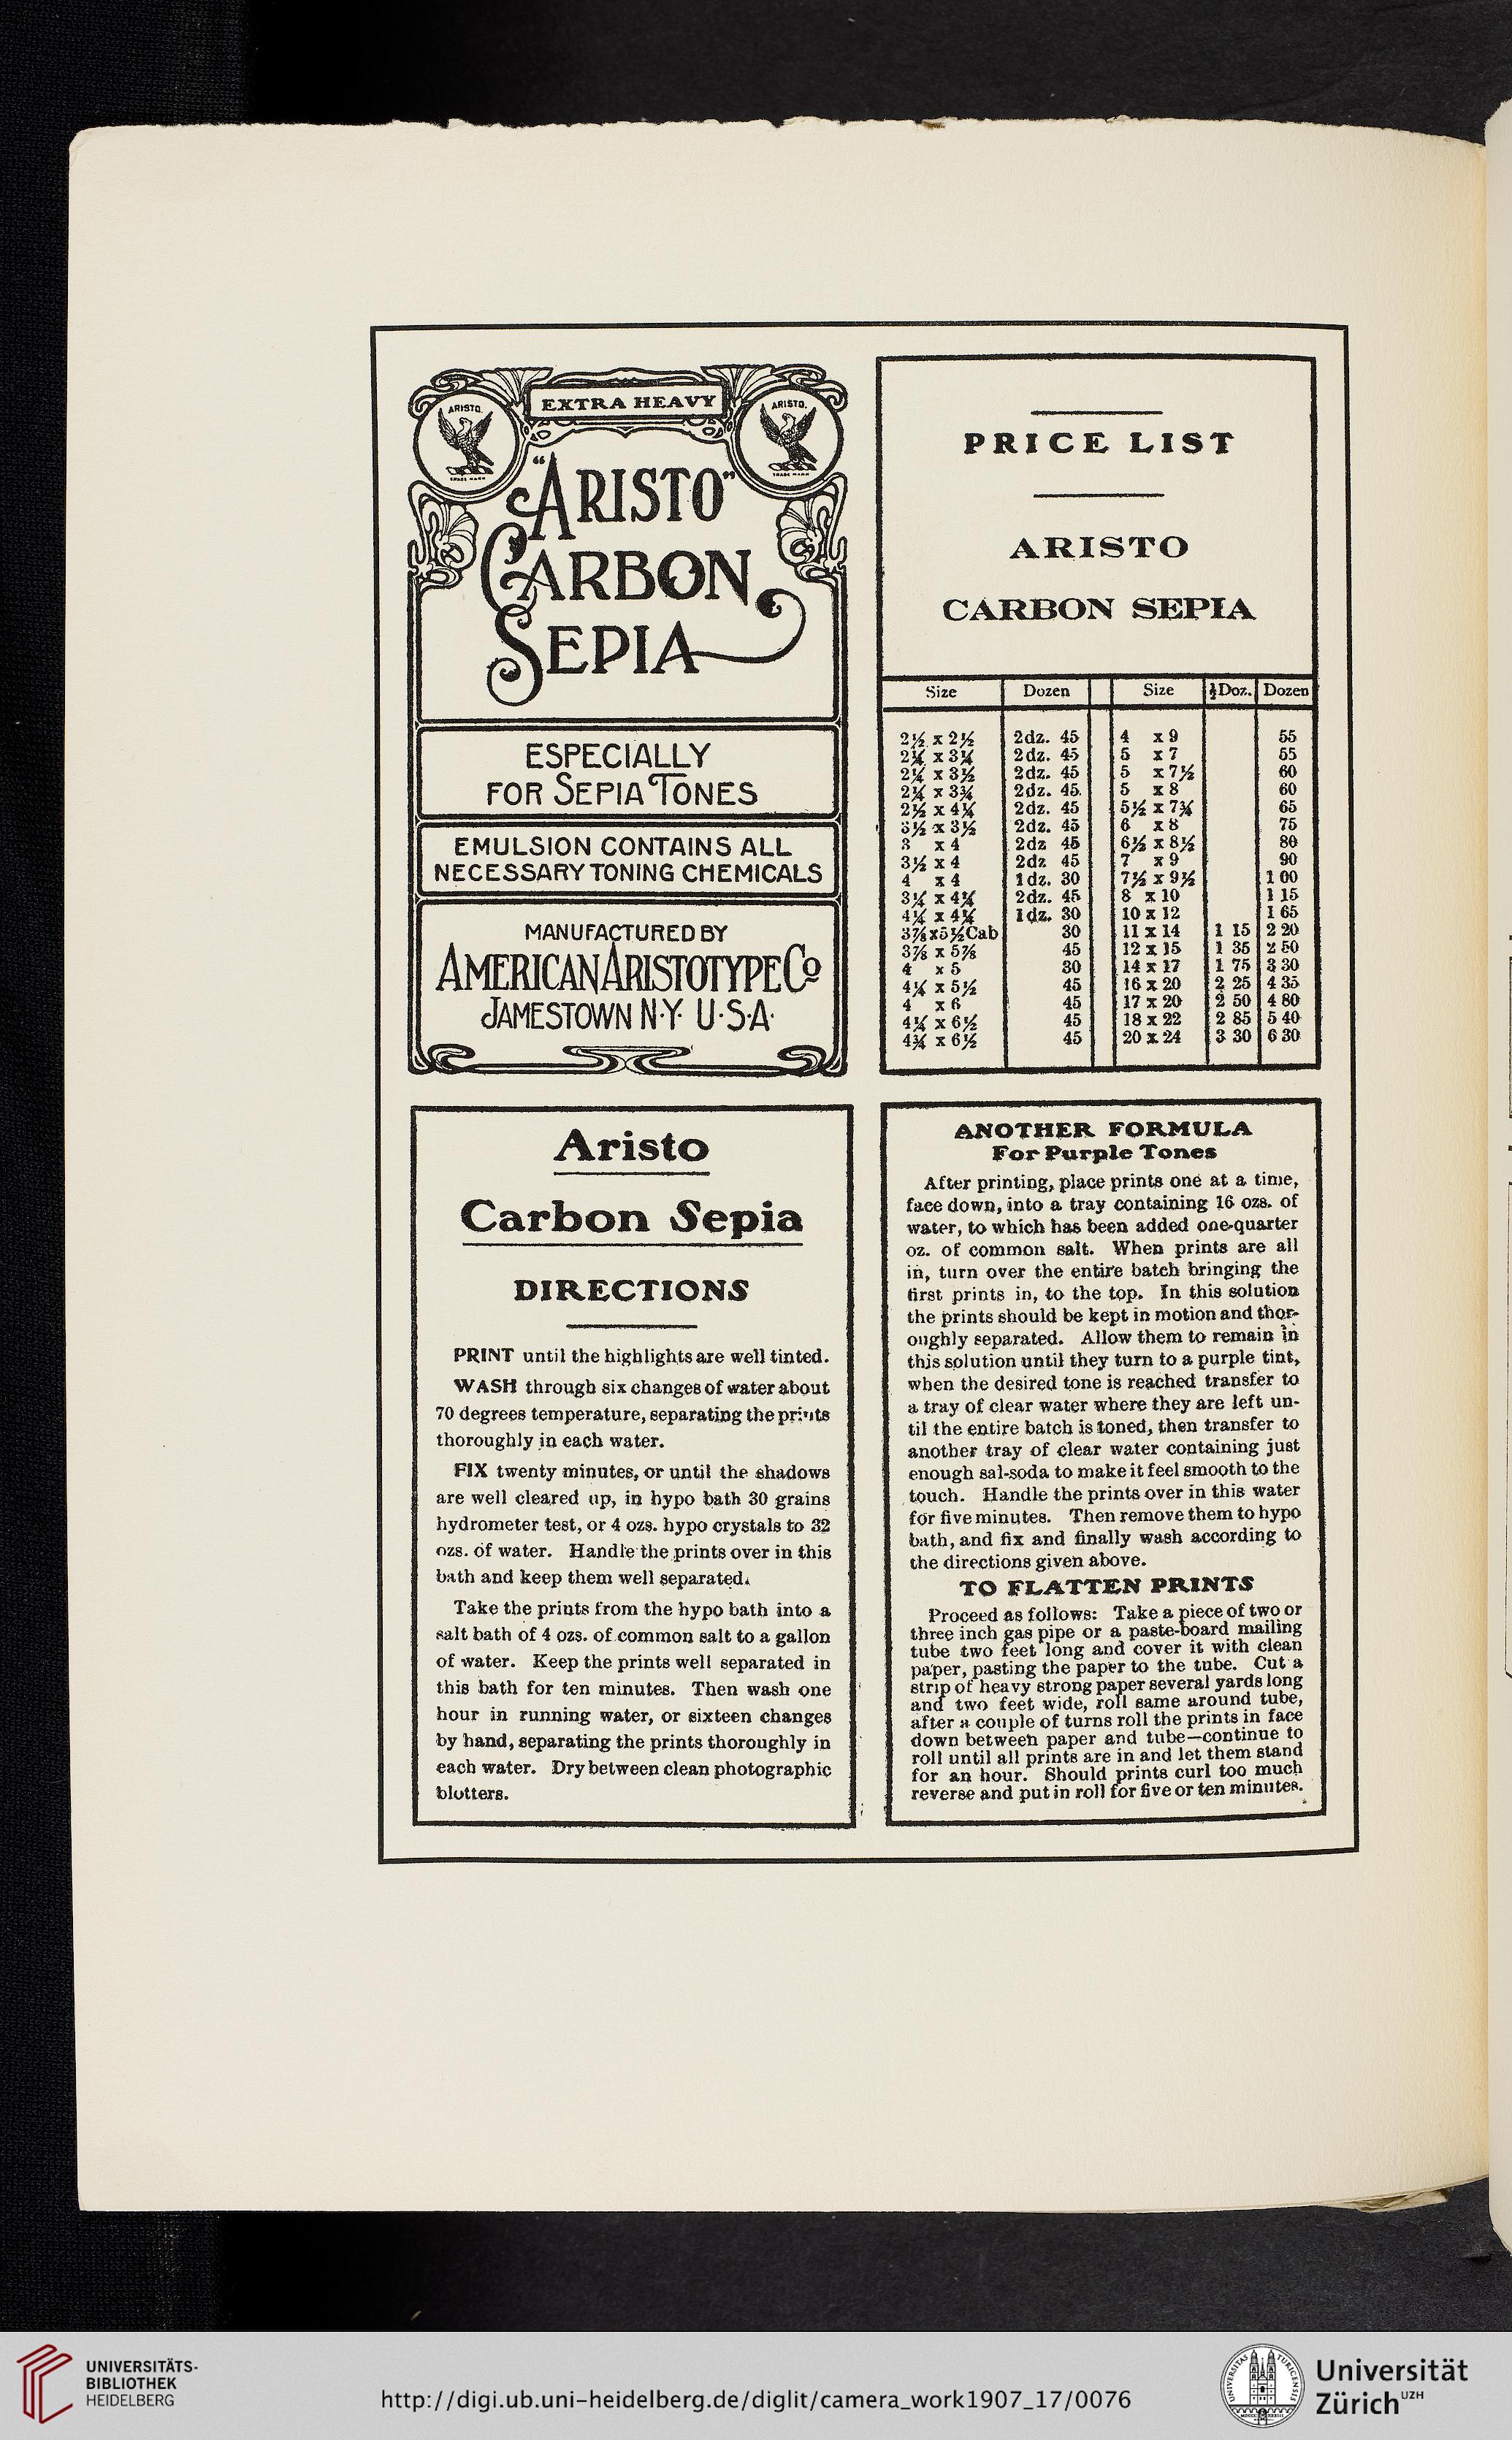 EXTRA HEAVY
ARISTO.
ARISTO.
TRADE MARK
TRADE MARK
"ARISTO"
CARBON
SEPIA
ESPECIALLY
FOR SEPIA TONES
EMULSION CONTAINS ALL
NECESSARY TONING CHEMICALS
MANUFACTURED BY
AMERICAN ARISTOTYPE Co
JAMESTOWN N·Y· U·S·A·
PRICE LIST
ARISTO
CARBON SEPIA
Size Dozen Size ½Doz. Dozen
2½ x 2½ 2dz. 45 4 x 9 55
2¼ x 3¼ 2dz. 45 5 x 7 55
2¼ x 3½ 2dz. 45 5 x 7½ 60
2¼ x 3¾ 2dz. 45. 5 x 8 60
2½ x 4¼ 2dz. 45 5½ x 7¾ 65
3½ x 3½ 2dz. 45 6 x 8 75
3 x 4 2dz 45 6½ x 8½ 80
3½ x 4 2dz 45 7 x 9 90
4 x 4 1dz. 30 7½ x 9½ 1 00
3¼ x 4¼ 2dz. 45 8 x 10 1 15
4¼ x 4¼ 1dz. 30 10 x 12 1 65
3⅞x5½Cab 30 11 x 14 1 15 2 20
3⅞ x 5⅞ 45 12 x 15 1 35 2 50
4 x 5 30 14 x 17 1 75 3 30
4¼ x 5½ 45 16 x 20 2 25 4 35
4 x 6 45 17 x 20 2 50 4 80
4¼ x 6½ 45 18 x 22 2 85 5 40
4¾ x 6½ 45 20 x 24 3 30 6 30
Aristo
Carbon Sepia
DIRECTIONS
PRINT until the highlights are well tinted.
WASH through six changes of water about
70 degrees temperature, separating the prints
thoroughly in each water.
FIX twenty minutes, or until the shadows
are well cleared up, in hypo bath 30 grains
hydrometer test, or 4 ozs. hypo crystals to 32
ozs. of water. Handle the prints over in this
bath and keep them well separated.
Take the prints from the hypo bath into a
salt bath of 4 ozs. of common salt to a gallon
of water. Keep the prints well separated in
this bath for ten minutes. Then wash one
hour in running water, or sixteen changes
by hand, separating the prints thoroughly in
each water. Dry between clean photographic
blotters.
ANOTHER FORMULA
For Purple Tones
After printing, place prints one at a time,
face down, into a tray containing 16 ozs. of
water, to which has been added one-quarter
oz. of common salt. When prints are all
in, turn over the entire batch bringing the
first prints in, to the top. In this solution
the prints should be kept in motion and thor-
oughly separated. Allow them to remain in
this solution until they turn to a purple tint,
when the desired tone is reached transfer to
a tray of clear water where they are left un-
til the entire batch is toned, then transfer to
another tray of clear water containing just
enough sal-soda to make it feel smooth to the
touch. Handle the prints over in this water
for five minutes. Then remove them to hypo
bath, and fix and finally wash according to
the directions given above.
TO FLATTEN PRINTS
Proceed as follows: Take a piece of two or
three inch gas pipe or a paste-board mailing
tube two feet long and cover it with clean
paper, pasting the paper to the tube. Cut a
strip of heavy strong paper several yards long
and two feet wide, roll same around tube,
after a couple of turns roll the prints in face
down between paper and tube—continue to
roll until all prints are in and let them stand
for an hour. Should prints curl too much
reverse and put in roll for five or ten minutes.
UNIVERSITÄTS-
BIBLIOTHEK
HEIDELBERG
http://digi.ub.uni-heidelberg.de/diglit/camera_work1907_17/0076
Universität
Zürich UZH